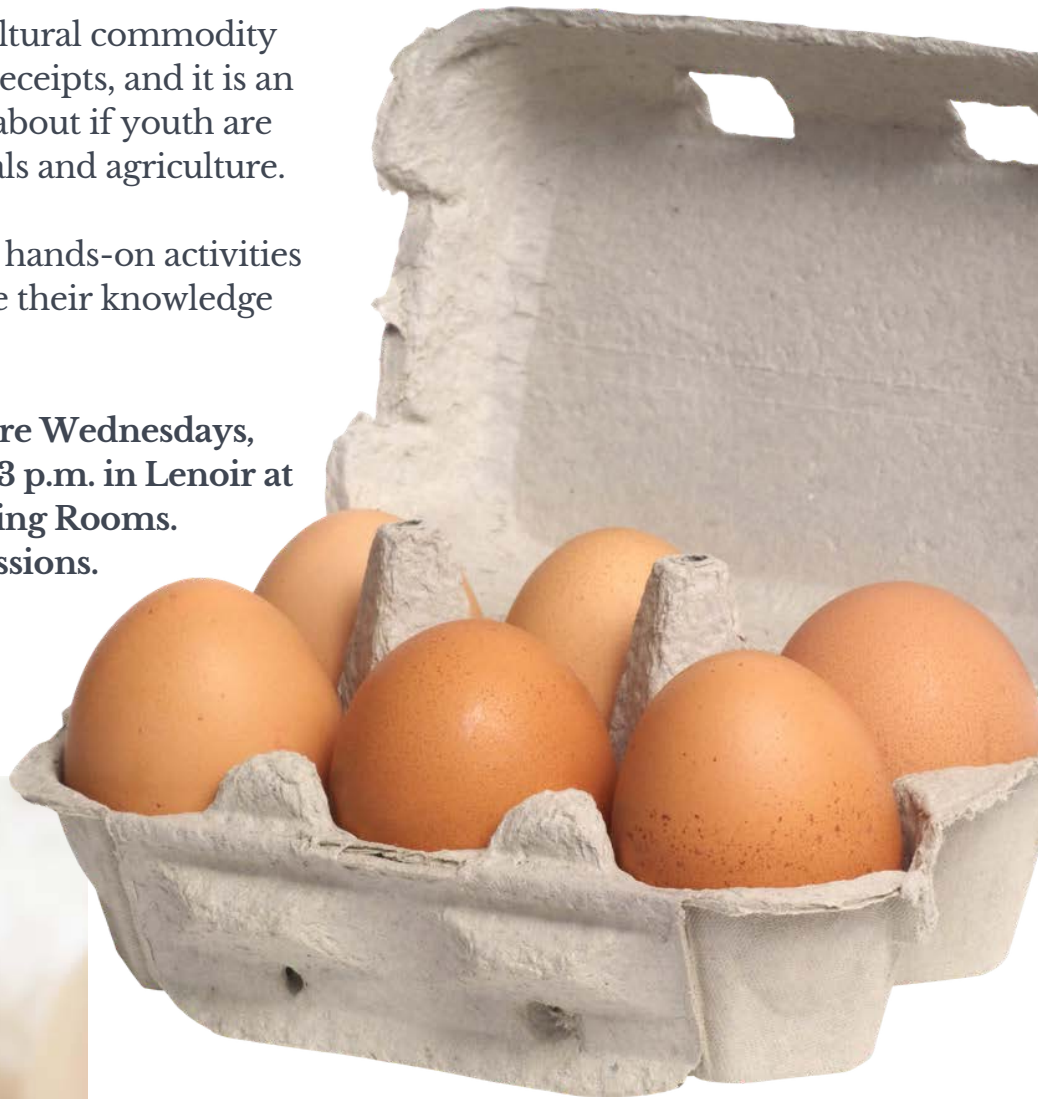 ltural commodity
eceipts, and it is an
about if youth are
ls and agriculture.
hands-on activities
e their knowledge
re Wednesdays,
3 p.m. in Lenoir at
ing Rooms.
ssions.